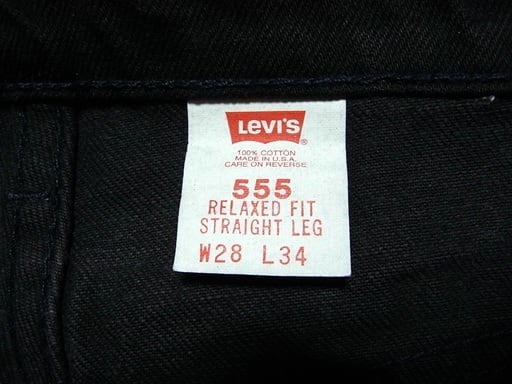 LEVI'S®
100% COTTON
MADE IN U.S.A.
CARE ON REVERSE
555
RELAXED FIT
STRAIGHT LEG
W28 L34